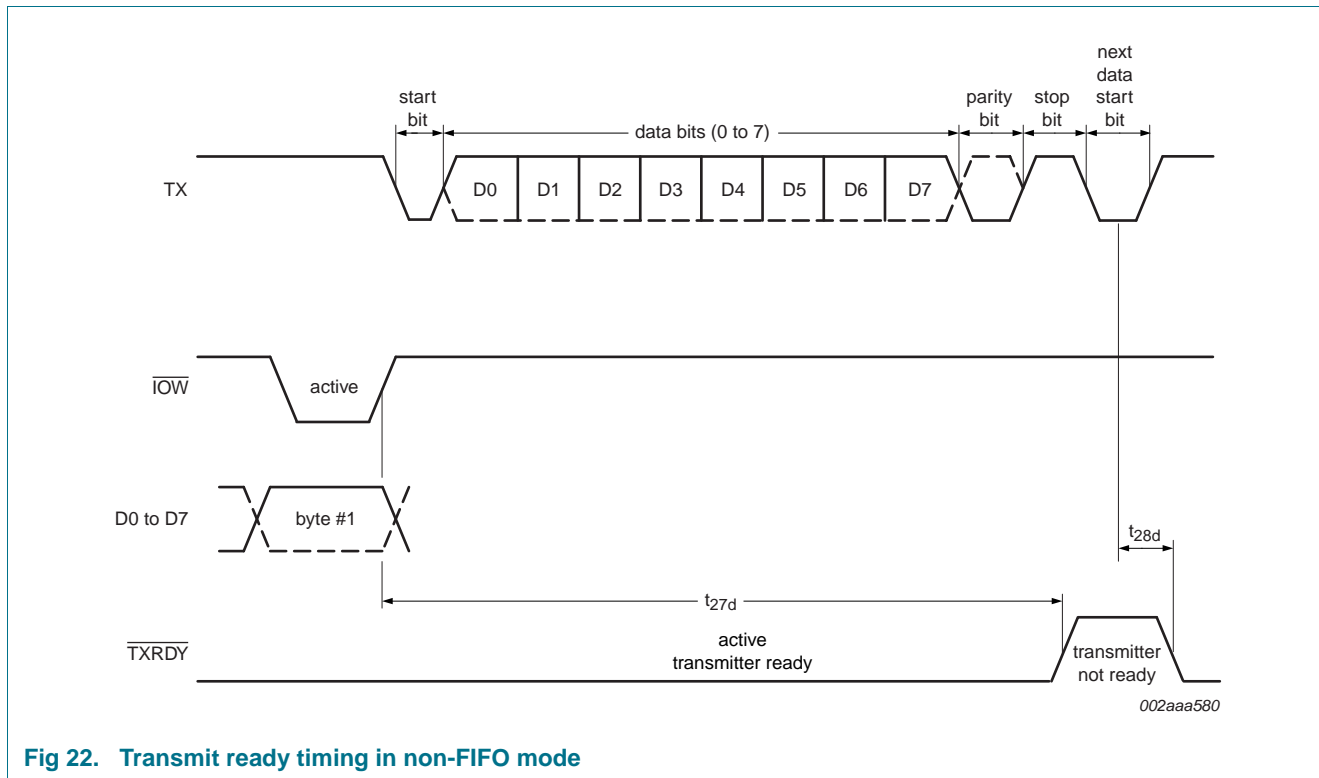 next
data
start
bit
start
bit
parity
bit
stop
bit
data bits (0 to 7)
TX
D0
D1
D2
D3
D4
D5
D6
D7
IOW
active
D0 to D7
byte #1
t28d
t27d
TXRDY
active
transmitter ready
transmitter
not ready
002aaa580
Fig 22. Transmit ready timing in non-FIFO mode